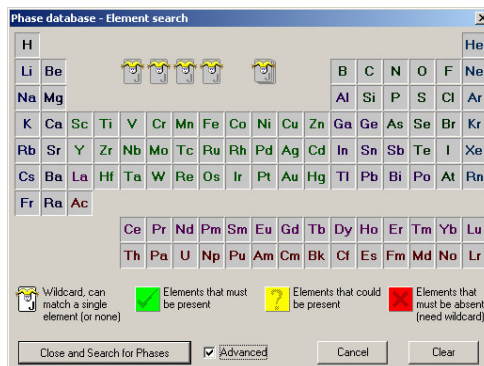 Phase database - Element search
H He
Li Be B C N O F Ne
Na Mg Al Si P S Cl Ar
K Ca Sc Ti V Cr Mn Fe Co Ni Cu Zn Ga Ge As Se Br Kr
Rb Sr Y Zr Nb Mo Tc Ru Rh Pd Ag Cd In Sn Sb Te I Xe
Cs Ba La Hf Ta W Re Os Ir Pt Au Hg Tl Pb Bi Po At Rn
Fr Ra Ac
Ce Pr Nd Pm Sm Eu Gd Tb Dy Ho Er Tm Yb Lu
Th Pa U Np Pu Am Cm Bk Cf Es Fm Md No Lr
Wildcard, can
match a single
element (or none)
Elements that must
be present
Elements that could
be present
Elements that
must be absent
(need wildcard)
Close and Search for Phases
Advanced
Cancel
Clear